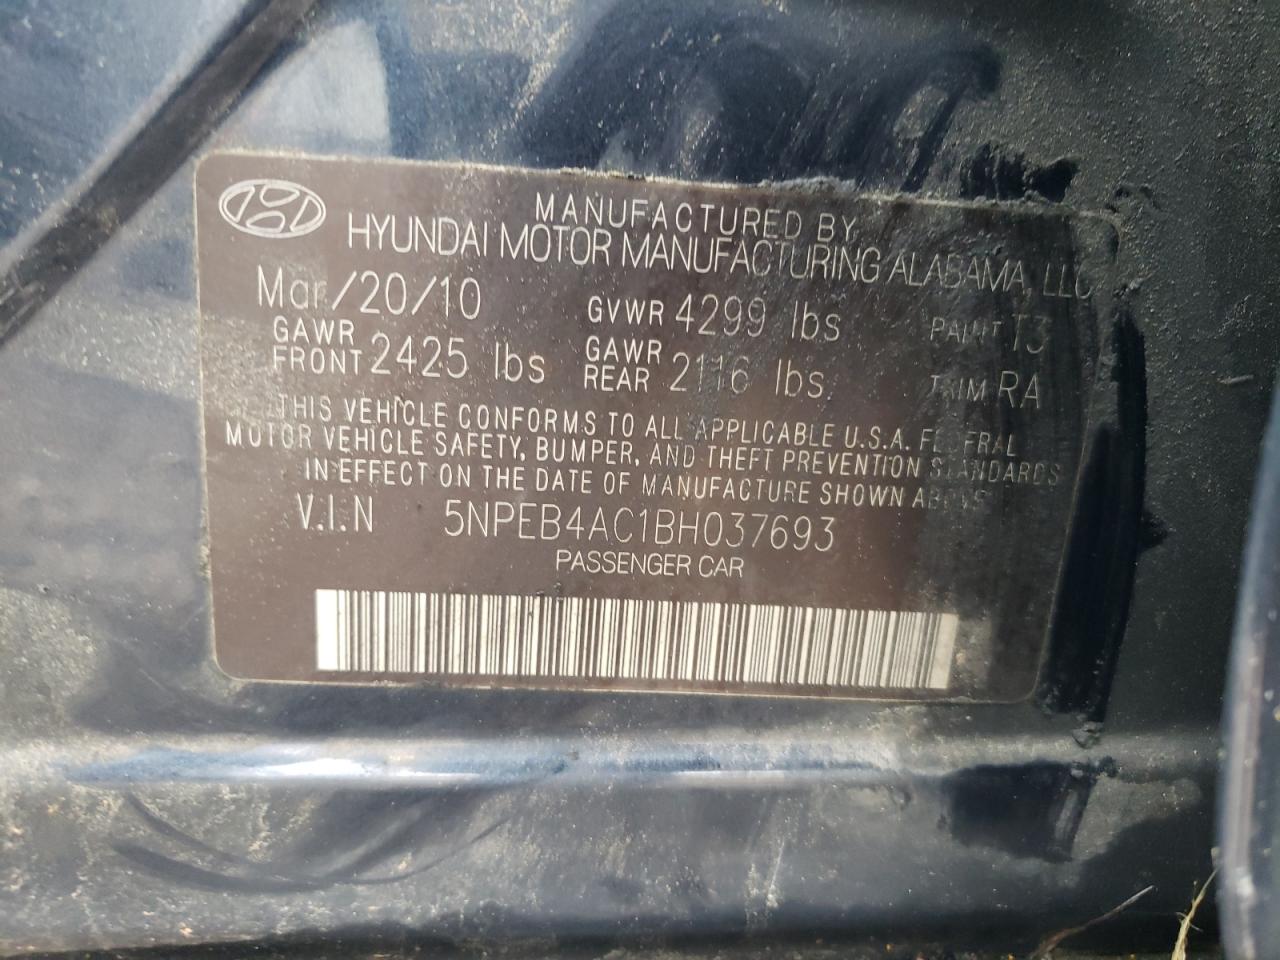 MANUFACTURED BY
HYUNDAI MOTOR MANUFACTURING ALABAMA, LLC
Mar/20/10 GVWR 4299 lbs PAINT T3
GAWR FRONT 2425 lbs GAWR REAR 2116 lbs TRIM RA
THIS VEHICLE CONFORMS TO ALL APPLICABLE U.S.A. FEDERAL
MOTOR VEHICLE SAFETY, BUMPER, AND THEFT PREVENTION STANDARDS
IN EFFECT ON THE DATE OF MANUFACTURE SHOWN ABOVE
V.I.N 5NPEB4AC1BH037693
PASSENGER CAR